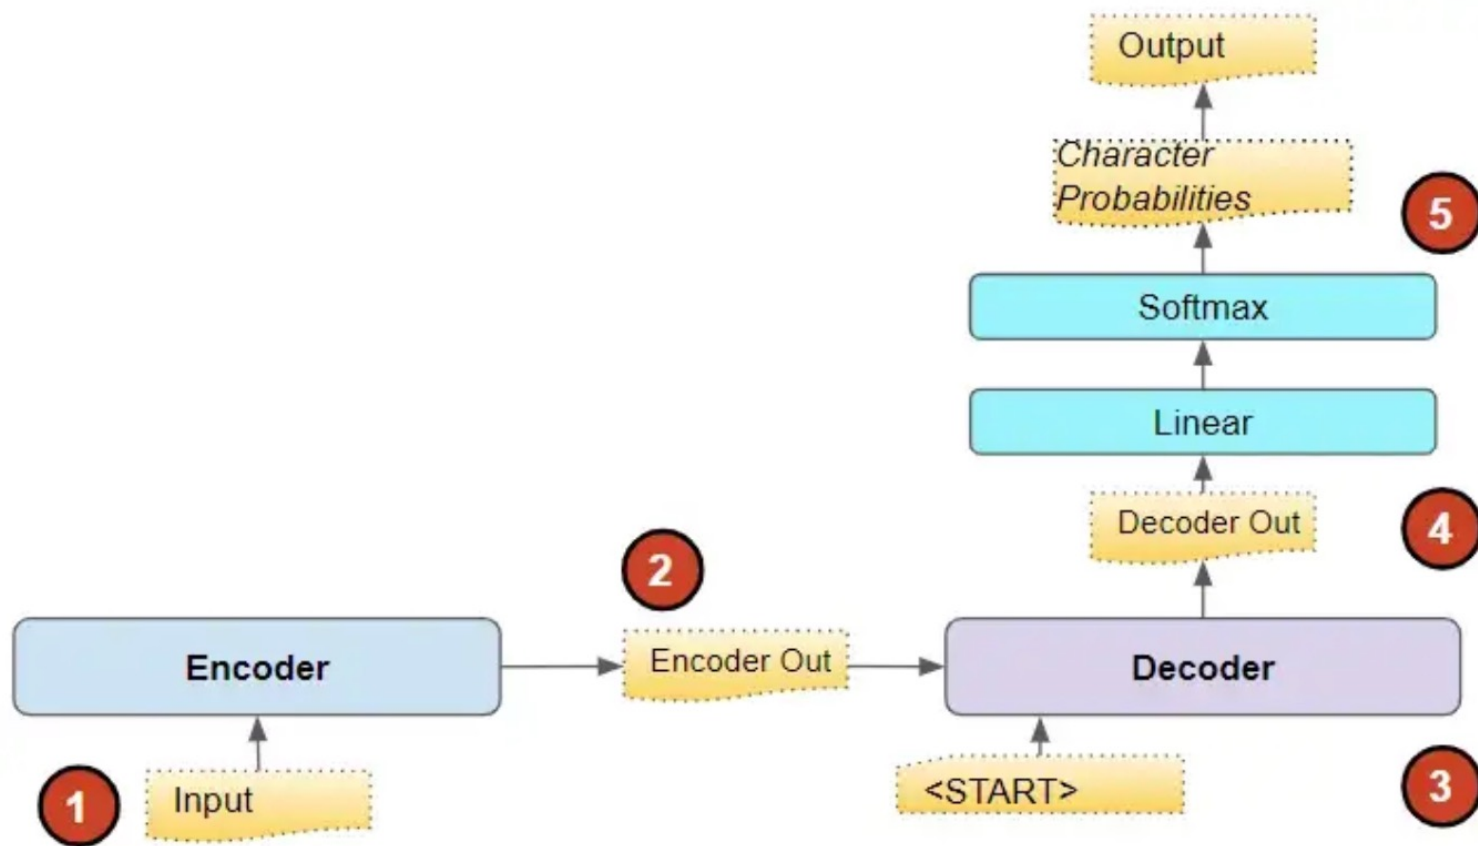 Output
Character
Probabilities
5
Softmax
Linear
Decoder Out
4
2
Encoder
Encoder Out
Decoder
1
Input
<START>
3